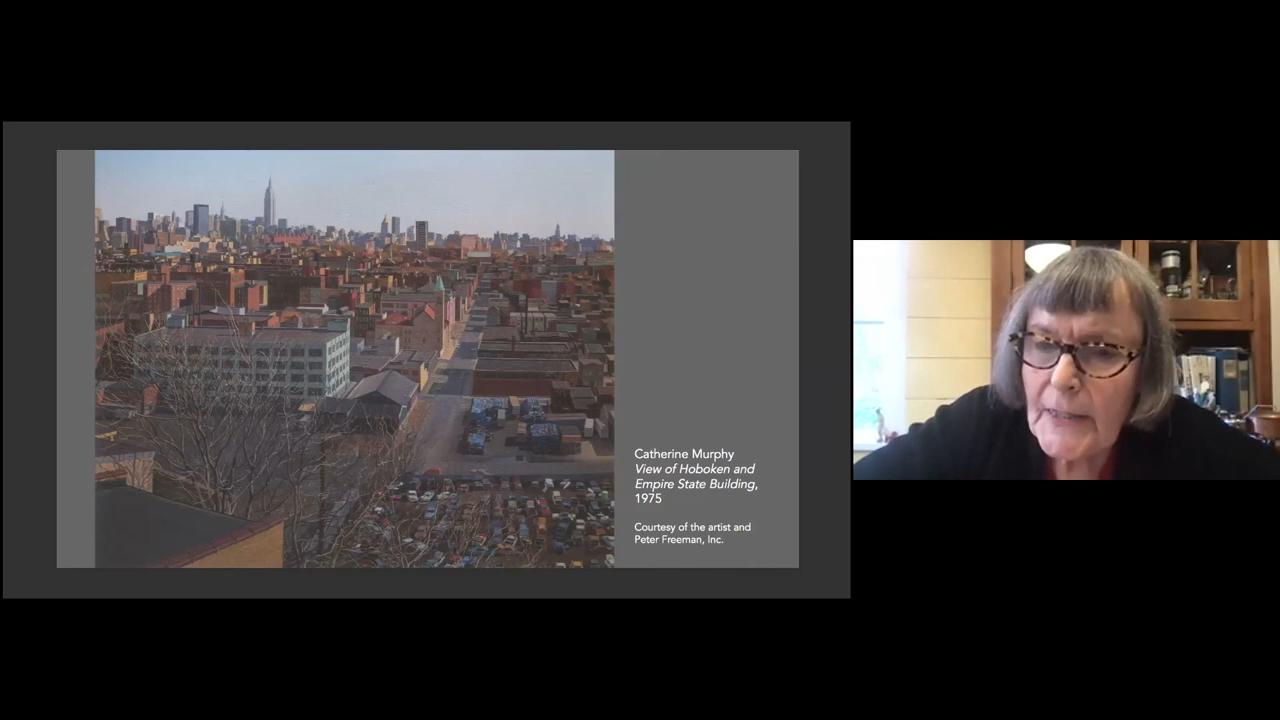 Catherine Murphy
View of Hoboken and
Empire State Building,
1975
Courtesy of the artist and
Peter Freeman, Inc.